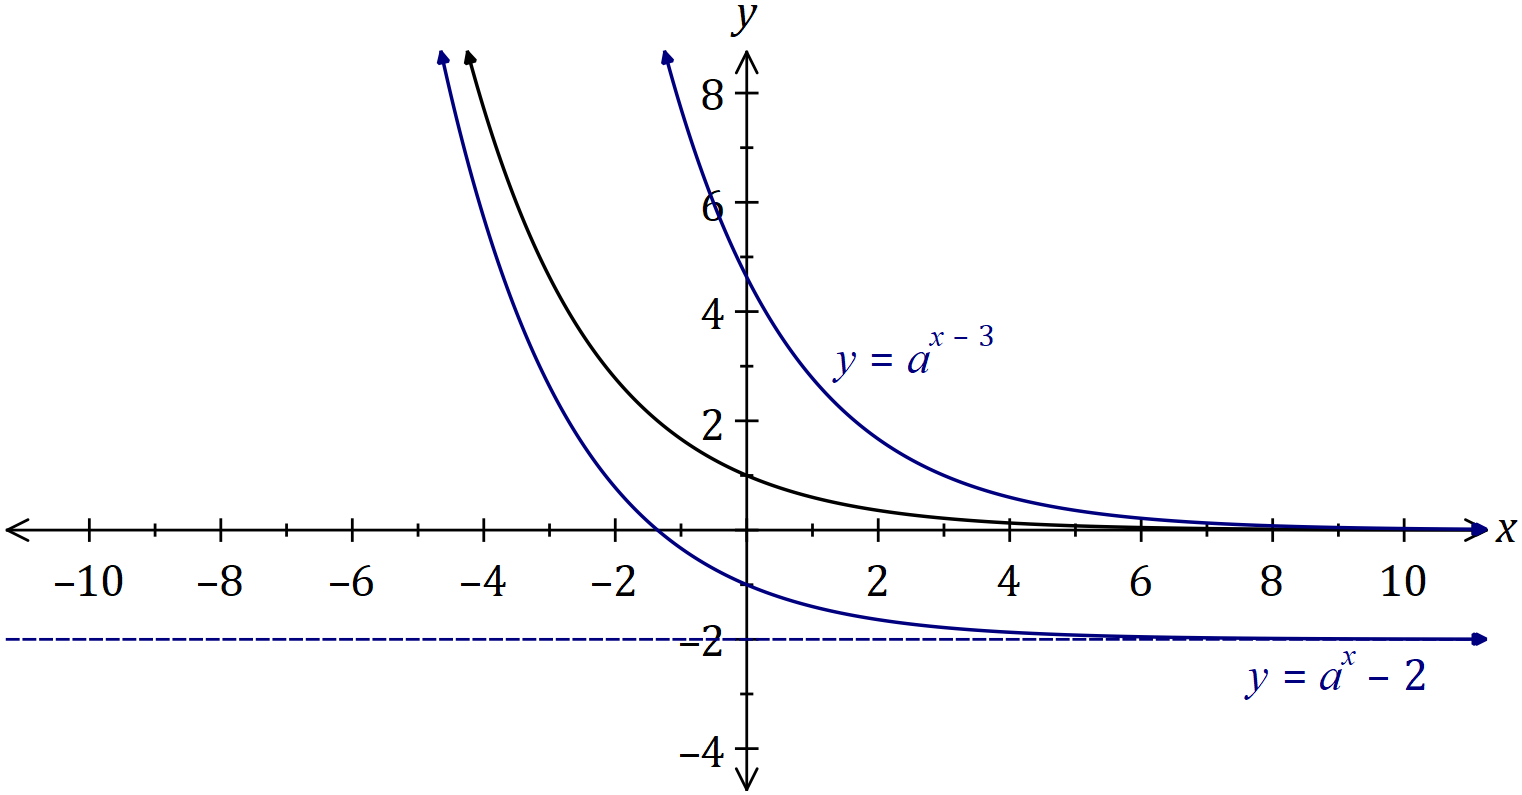 y
8
6
4
y = a^{x – 3}
2
x
–10 –8 –6 –4 –2 2 4 6 8 10
–2
y = a^{x} – 2
–4